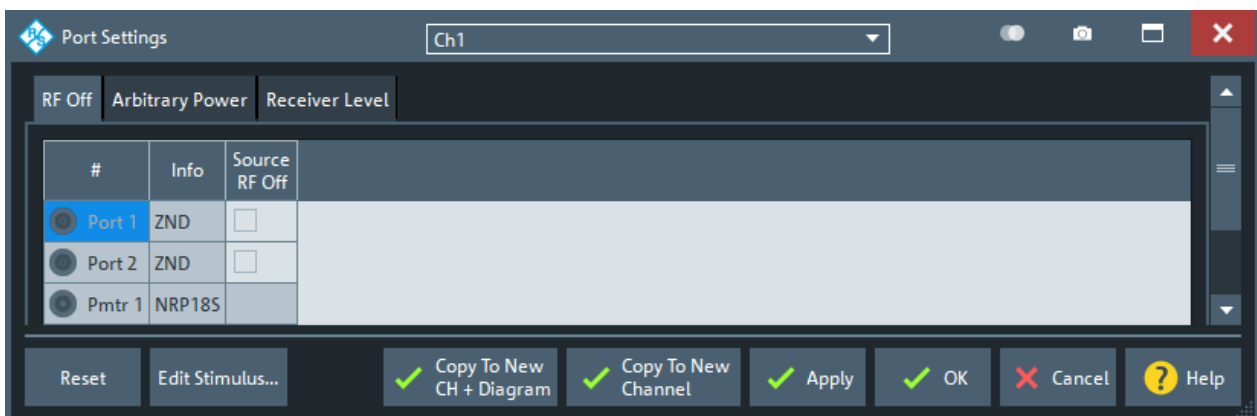 R/S Port Settings Ch1
RF Off Arbitrary Power Receiver Level
# Info Source
RF Off
Port 1 ZND
Port 2 ZND
Pmtr 1 NRP18S
Reset Edit Stimulus... Copy To New
CH + Diagram Copy To New
Channel Apply OK Cancel ? Help